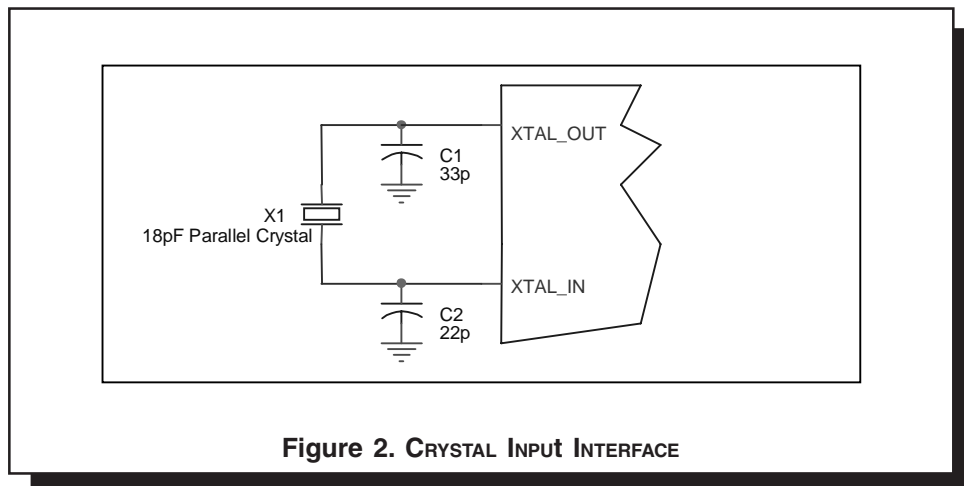 XTAL_OUT
C1
33p
X1
18pF Parallel Crystal
XTAL_IN
C2
22p
Figure 2. CRYSTAL INPUt INTERFACE